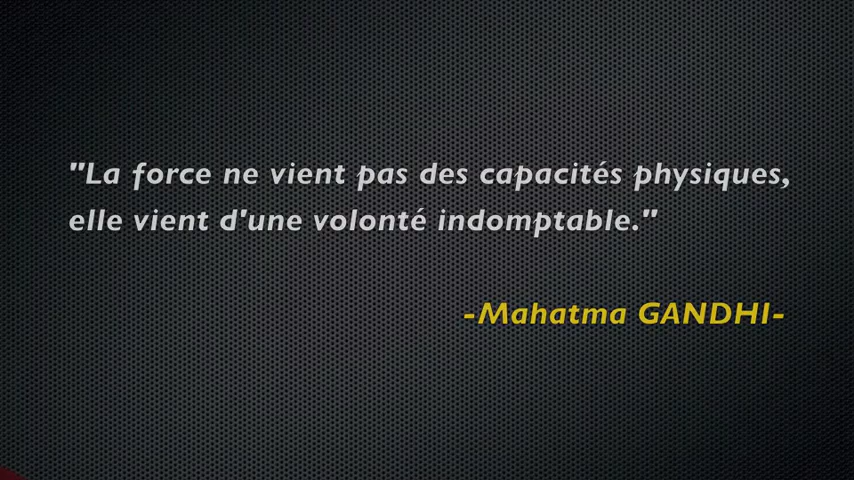 "La force ne vient pas des capacités physiques,
elle vient d'une volonté indomptable."
-Mahatma GANDHI-